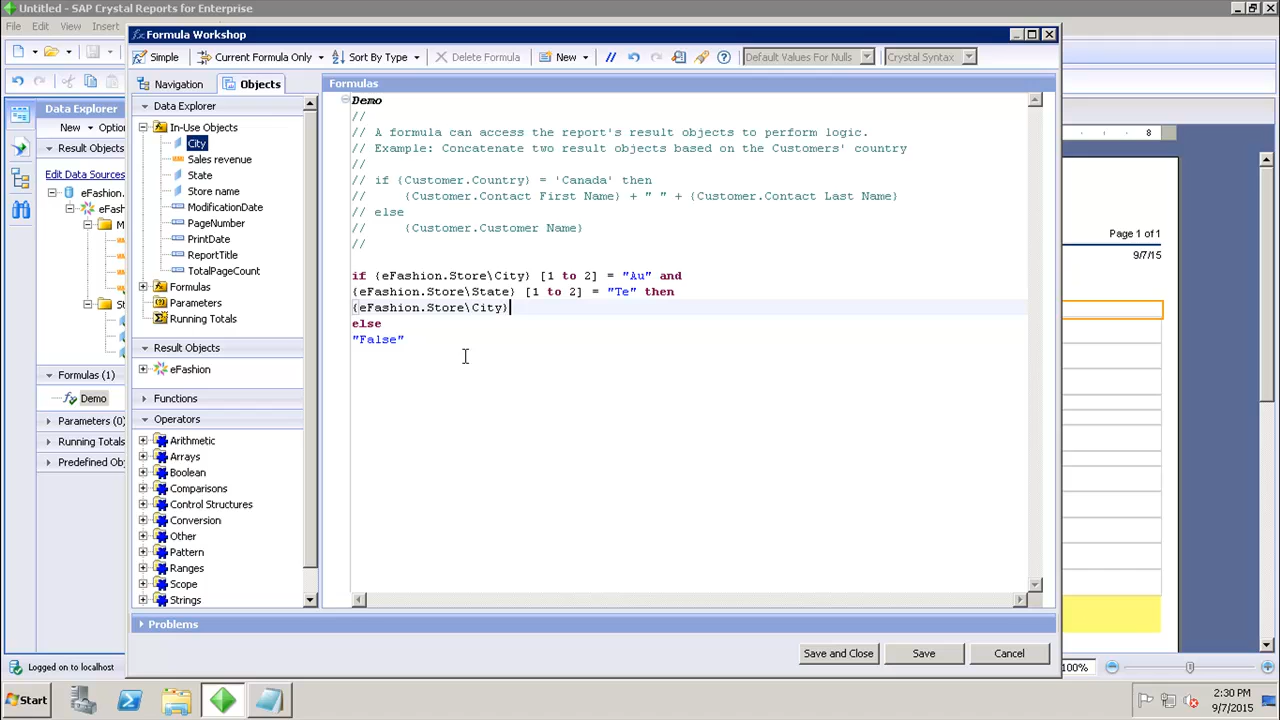 Untitled - SAP Crystal Reports for Enterprise
File Edit View Insert
Formula Workshop
Simple Current Formula Only Sort By Type Delete Formula New // Default Values For Nulls Crystal Syntax
Data Explorer
New Option
Result Objects
Edit Data Sources
eFashion.
eFash
M
S
Formulas (1)
Demo
Parameters (0)
Running Totals
Predefined Obj
Navigation Objects
Data Explorer
In-Use Objects
City
Sales revenue
State
Store name
ModificationDate
PageNumber
PrintDate
ReportTitle
TotalPageCount
Formulas
Parameters
Running Totals
Result Objects
eFashion
Functions
Operators
Arithmetic
Arrays
Boolean
Comparisons
Control Structures
Conversion
Other
Pattern
Ranges
Scope
Strings
Formulas
Demo
//
// A formula can access the report's result objects to perform logic.
// Example: Concatenate two result objects based on the Customers' country
//
// if {Customer.Country} = 'Canada' then
// {Customer.Contact First Name} + " " + {Customer.Contact Last Name}
// else
// {Customer.Customer Name}
//
if {eFashion.Store\City} [1 to 2] = "Au" and
{eFashion.Store\State} [1 to 2] = "Te" then
{eFashion.Store\City}
else
"False"
Problems
Save and Close Save Cancel
8
Page 1 of 1
9/7/15
Logged on to localhost
100%
Start
2:30 PM
9/7/2015